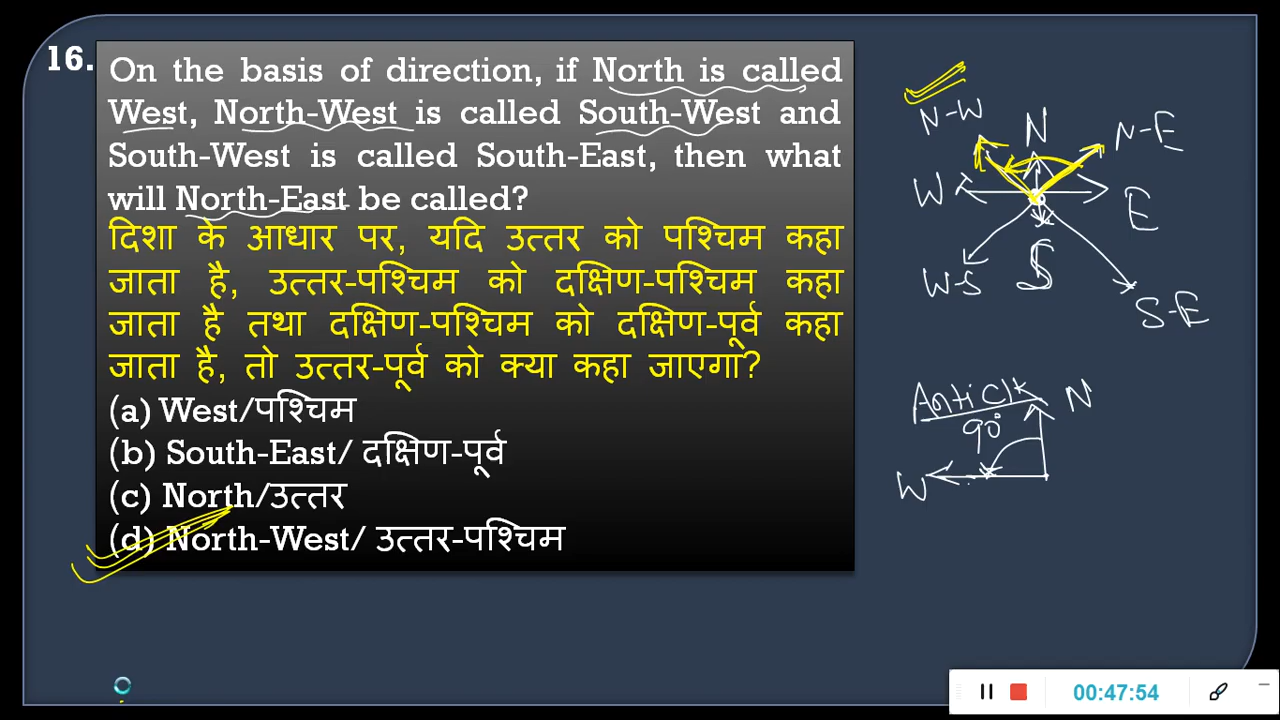 16.
On the basis of direction, if North is called
West, North-West is called South-West and
South-West is called South-East, then what
will North-East be called?
दिशा के आधार पर, यदि उत्तर को पश्चिम कहा
जाता है, उत्तर-पश्चिम को दक्षिण-पश्चिम कहा
जाता है तथा दक्षिण-पश्चिम को दक्षिण-पूर्व कहा
जाता है, तो उत्तर-पूर्व को क्या कहा जाएगा?
(a) West/पश्चिम
(b) South-East/ दक्षिण-पूर्व
(c) North/उत्तर
(d) North-West/ उत्तर-पश्चिम
N-W N N-E
W E
W-S S S-E
Anticlk N
90°
W
00:47:54